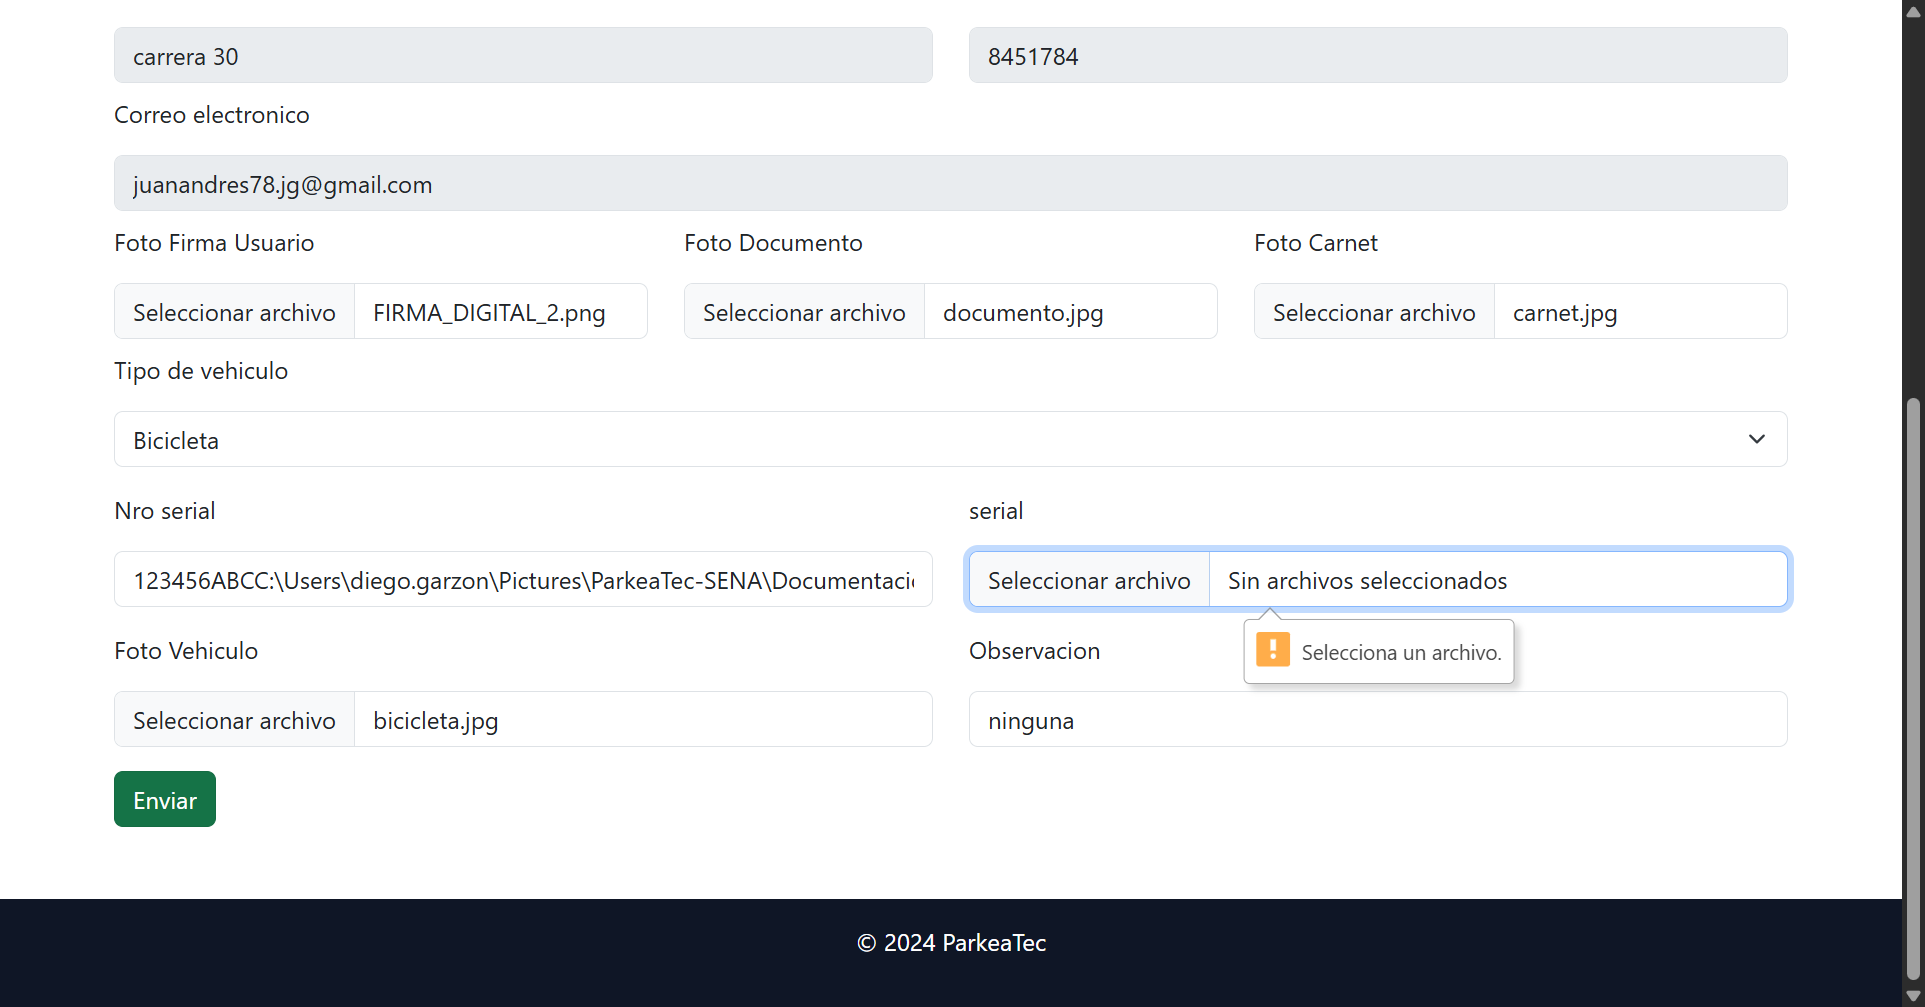 carrera 30 8451784
Correo electronico
juanandres78.jg@gmail.com
Foto Firma Usuario Foto Documento Foto Carnet
Seleccionar archivo FIRMA_DIGITAL_2.png Seleccionar archivo documento.jpg Seleccionar archivo carnet.jpg
Tipo de vehiculo
Bicicleta
Nro serial serial
123456ABCC:\Users\diego.garzon\Pictures\ParkeaTec-SENA\Documentaci Seleccionar archivo Sin archivos seleccionados
Selecciona un archivo.
Foto Vehiculo Observacion
Seleccionar archivo bicicleta.jpg ninguna
Enviar
© 2024 ParkeaTec